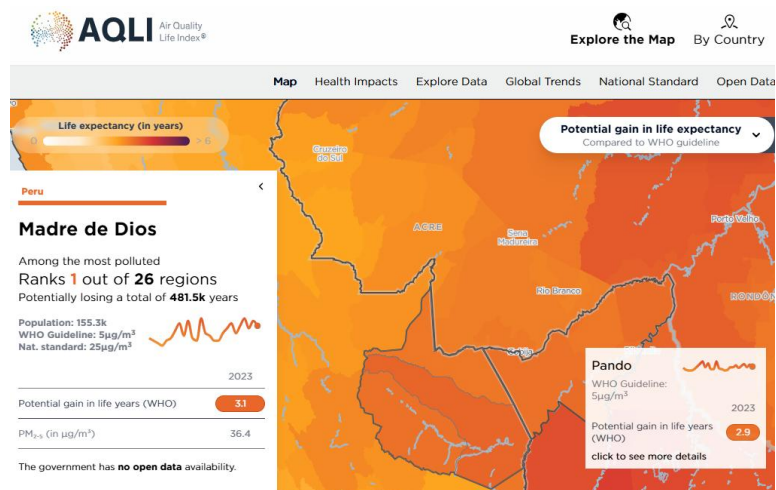 AQLI Air Quality
Life Index®
Explore the Map
By Country
Map Health Impacts Explore Data Global Trends National Standard Open Data
Life expectancy (in years)
0 > 6
Potential gain in life expectancy
Compared to WHO guideline
Peru
Madre de Dios
Among the most polluted
Ranks 1 out of 26 regions
Potentially losing a total of 481.5k years
Population: 155.3k
WHO Guideline: 5µg/m³
Nat. standard: 25µg/m³
2023
Potential gain in life years (WHO) 3.1
PM₂.₅ (in µg/m³) 36.4
The government has no open data availability.
Cruzeiro
do Sul
ACRE
Sena
Madureira
Rio Branco
Porto Velho
Pando
WHO Guideline:
5µg/m³
2023
Potential gain in life years
(WHO) 2.9
click to see more details